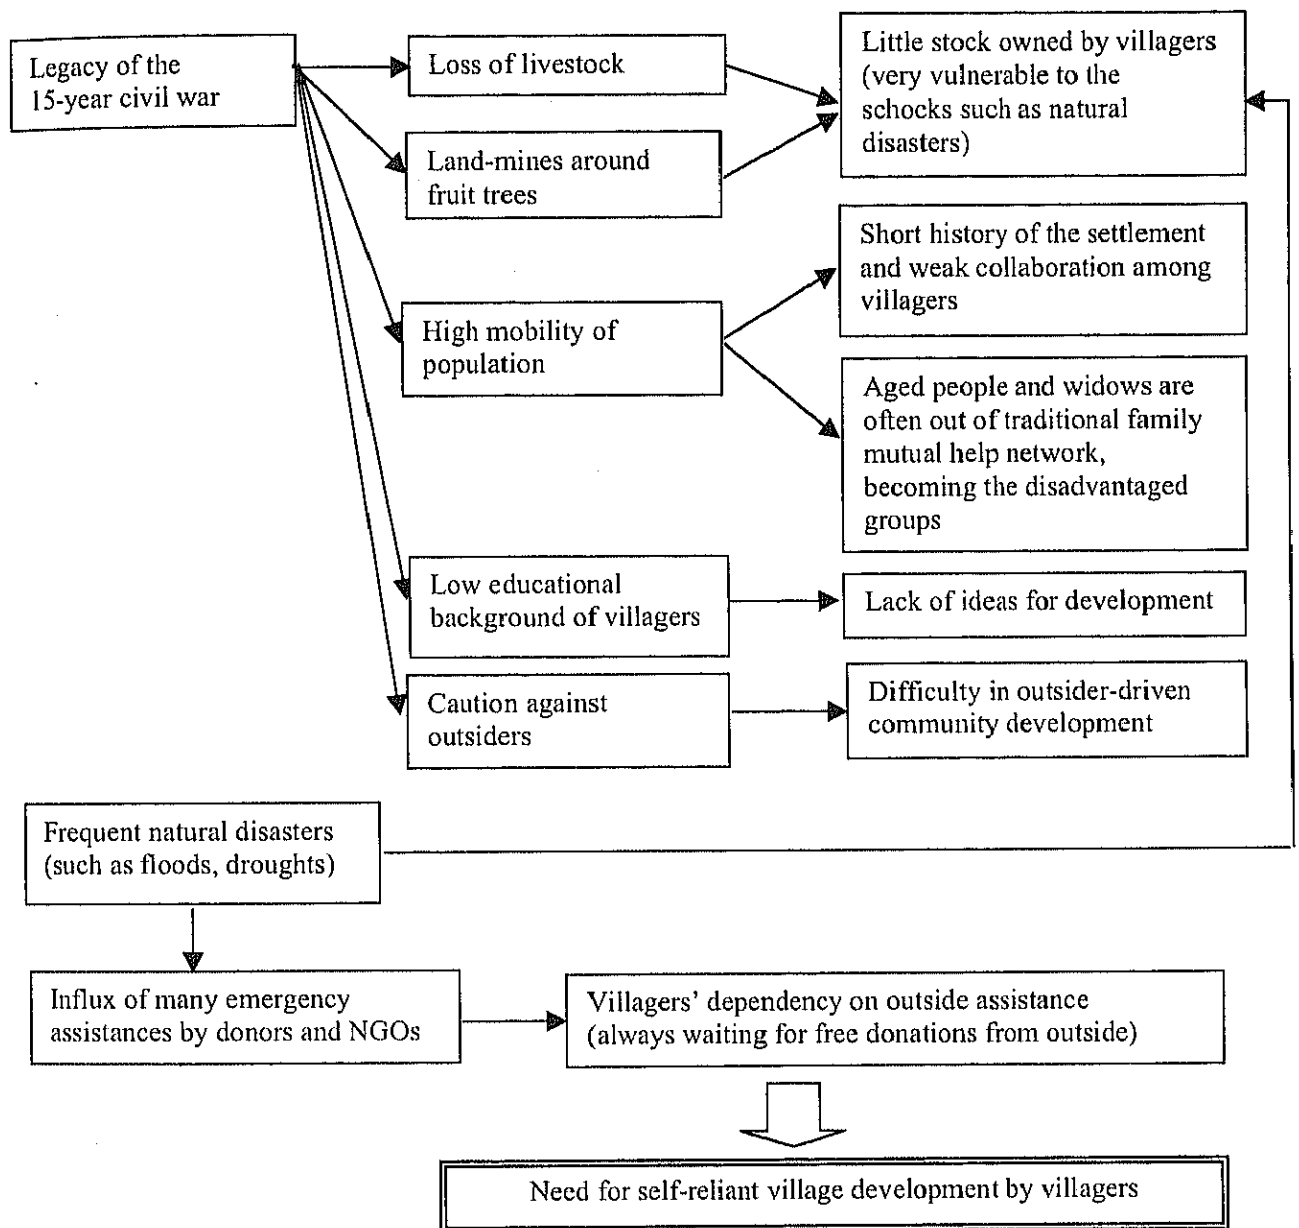 Legacy of the
15-year civil war
Loss of livestock
Land-mines around
fruit trees
High mobility of
population
Low educational
background of villagers
Caution against
outsiders
Little stock owned by villagers
(very vulnerable to the
schocks such as natural
disasters)
Short history of the settlement
and weak collaboration among
villagers
Aged people and widows are
often out of traditional family
mutual help network,
becoming the disadvantaged
groups
Lack of ideas for development
Difficulty in outsider-driven
community development
Frequent natural disasters
(such as floods, droughts)
Influx of many emergency
assistances by donors and NGOs
Villagers’ dependency on outside assistance
(always waiting for free donations from outside)
Need for self-reliant village development by villagers